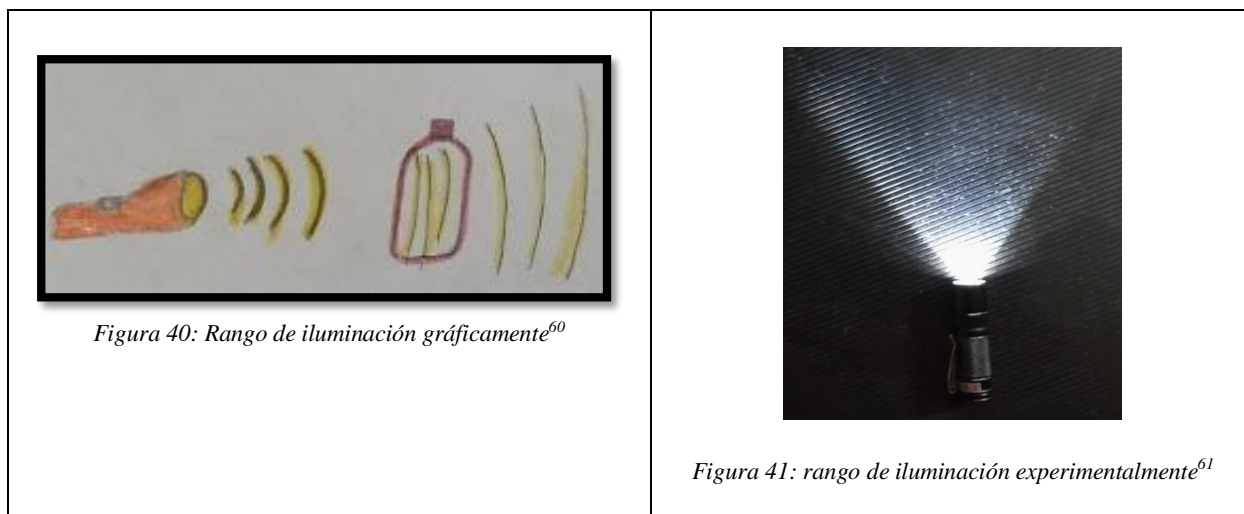 Figura 40: Rango de iluminación gráficamente60
Figura 41: rango de iluminación experimentalmente61